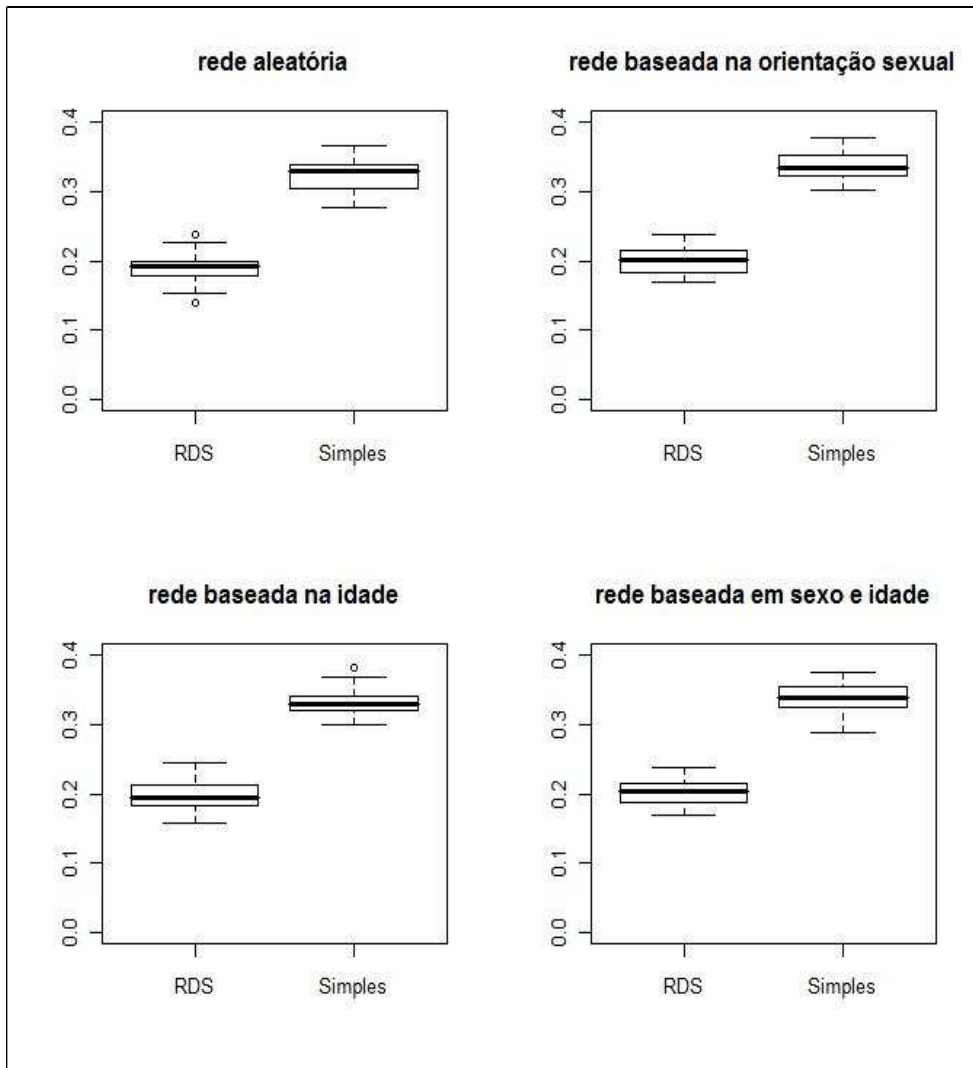 rede aleatória
0.4
0.3
0.2
0.1
0.0
RDS Simples
rede baseada na orientação sexual
0.4
0.3
0.2
0.1
0.0
RDS Simples
rede baseada na idade
0.4
0.3
0.2
0.1
0.0
RDS Simples
rede baseada em sexo e idade
0.4
0.3
0.2
0.1
0.0
RDS Simples